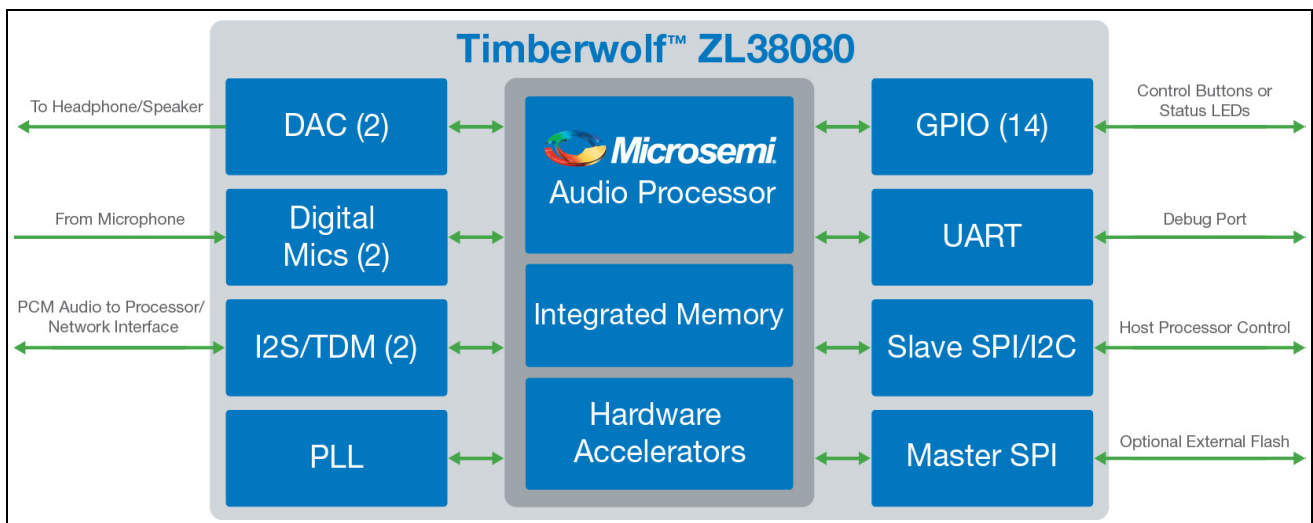 Timberwolf™ ZL38080
To Headphone/Speaker
DAC (2)
Microsemi.
Audio Processor
GPIO (14)
Control Buttons or
Status LEDs
From Microphone
Digital
Mics (2)
UART
Debug Port
PCM Audio to Processor/
Network Interface
I2S/TDM (2)
Integrated Memory
Slave SPI/I2C
Host Processor Control
PLL
Hardware
Accelerators
Master SPI
Optional External Flash